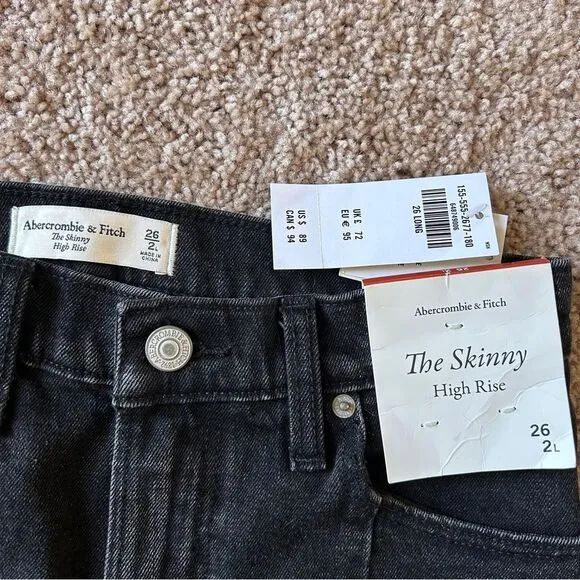 Abercrombie & Fitch
The Skinny
High Rise
26
2L
MADE IN
CHINA
ABERCROMBIE &
CAN $ 94
US $ 89
EU € 95
UK £ 72
26 LONG
155-555-2677-180
Abercrombie & Fitch
The Skinny
High Rise
26
2L